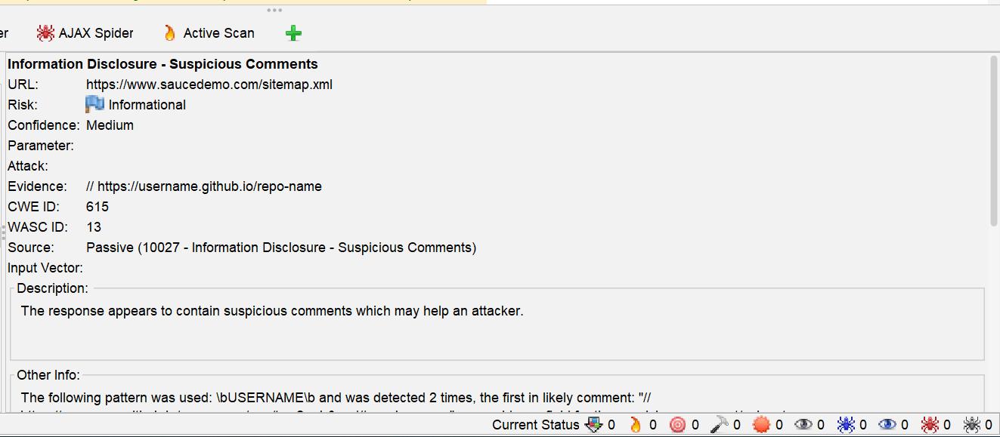 er AJAX Spider Active Scan
Information Disclosure - Suspicious Comments
URL: https://www.saucedemo.com/sitemap.xml
Risk: Informational
Confidence: Medium
Parameter:
Attack:
Evidence: // https://username.github.io/repo-name
CWE ID: 615
WASC ID: 13
Source: Passive (10027 - Information Disclosure - Suspicious Comments)
Input Vector:
Description:
The response appears to contain suspicious comments which may help an attacker.
Other Info:
The following pattern was used: \bUSERNAME\b and was detected 2 times, the first in likely comment: "//
Current Status 0 0 0 0 0 0 0 0 0 0